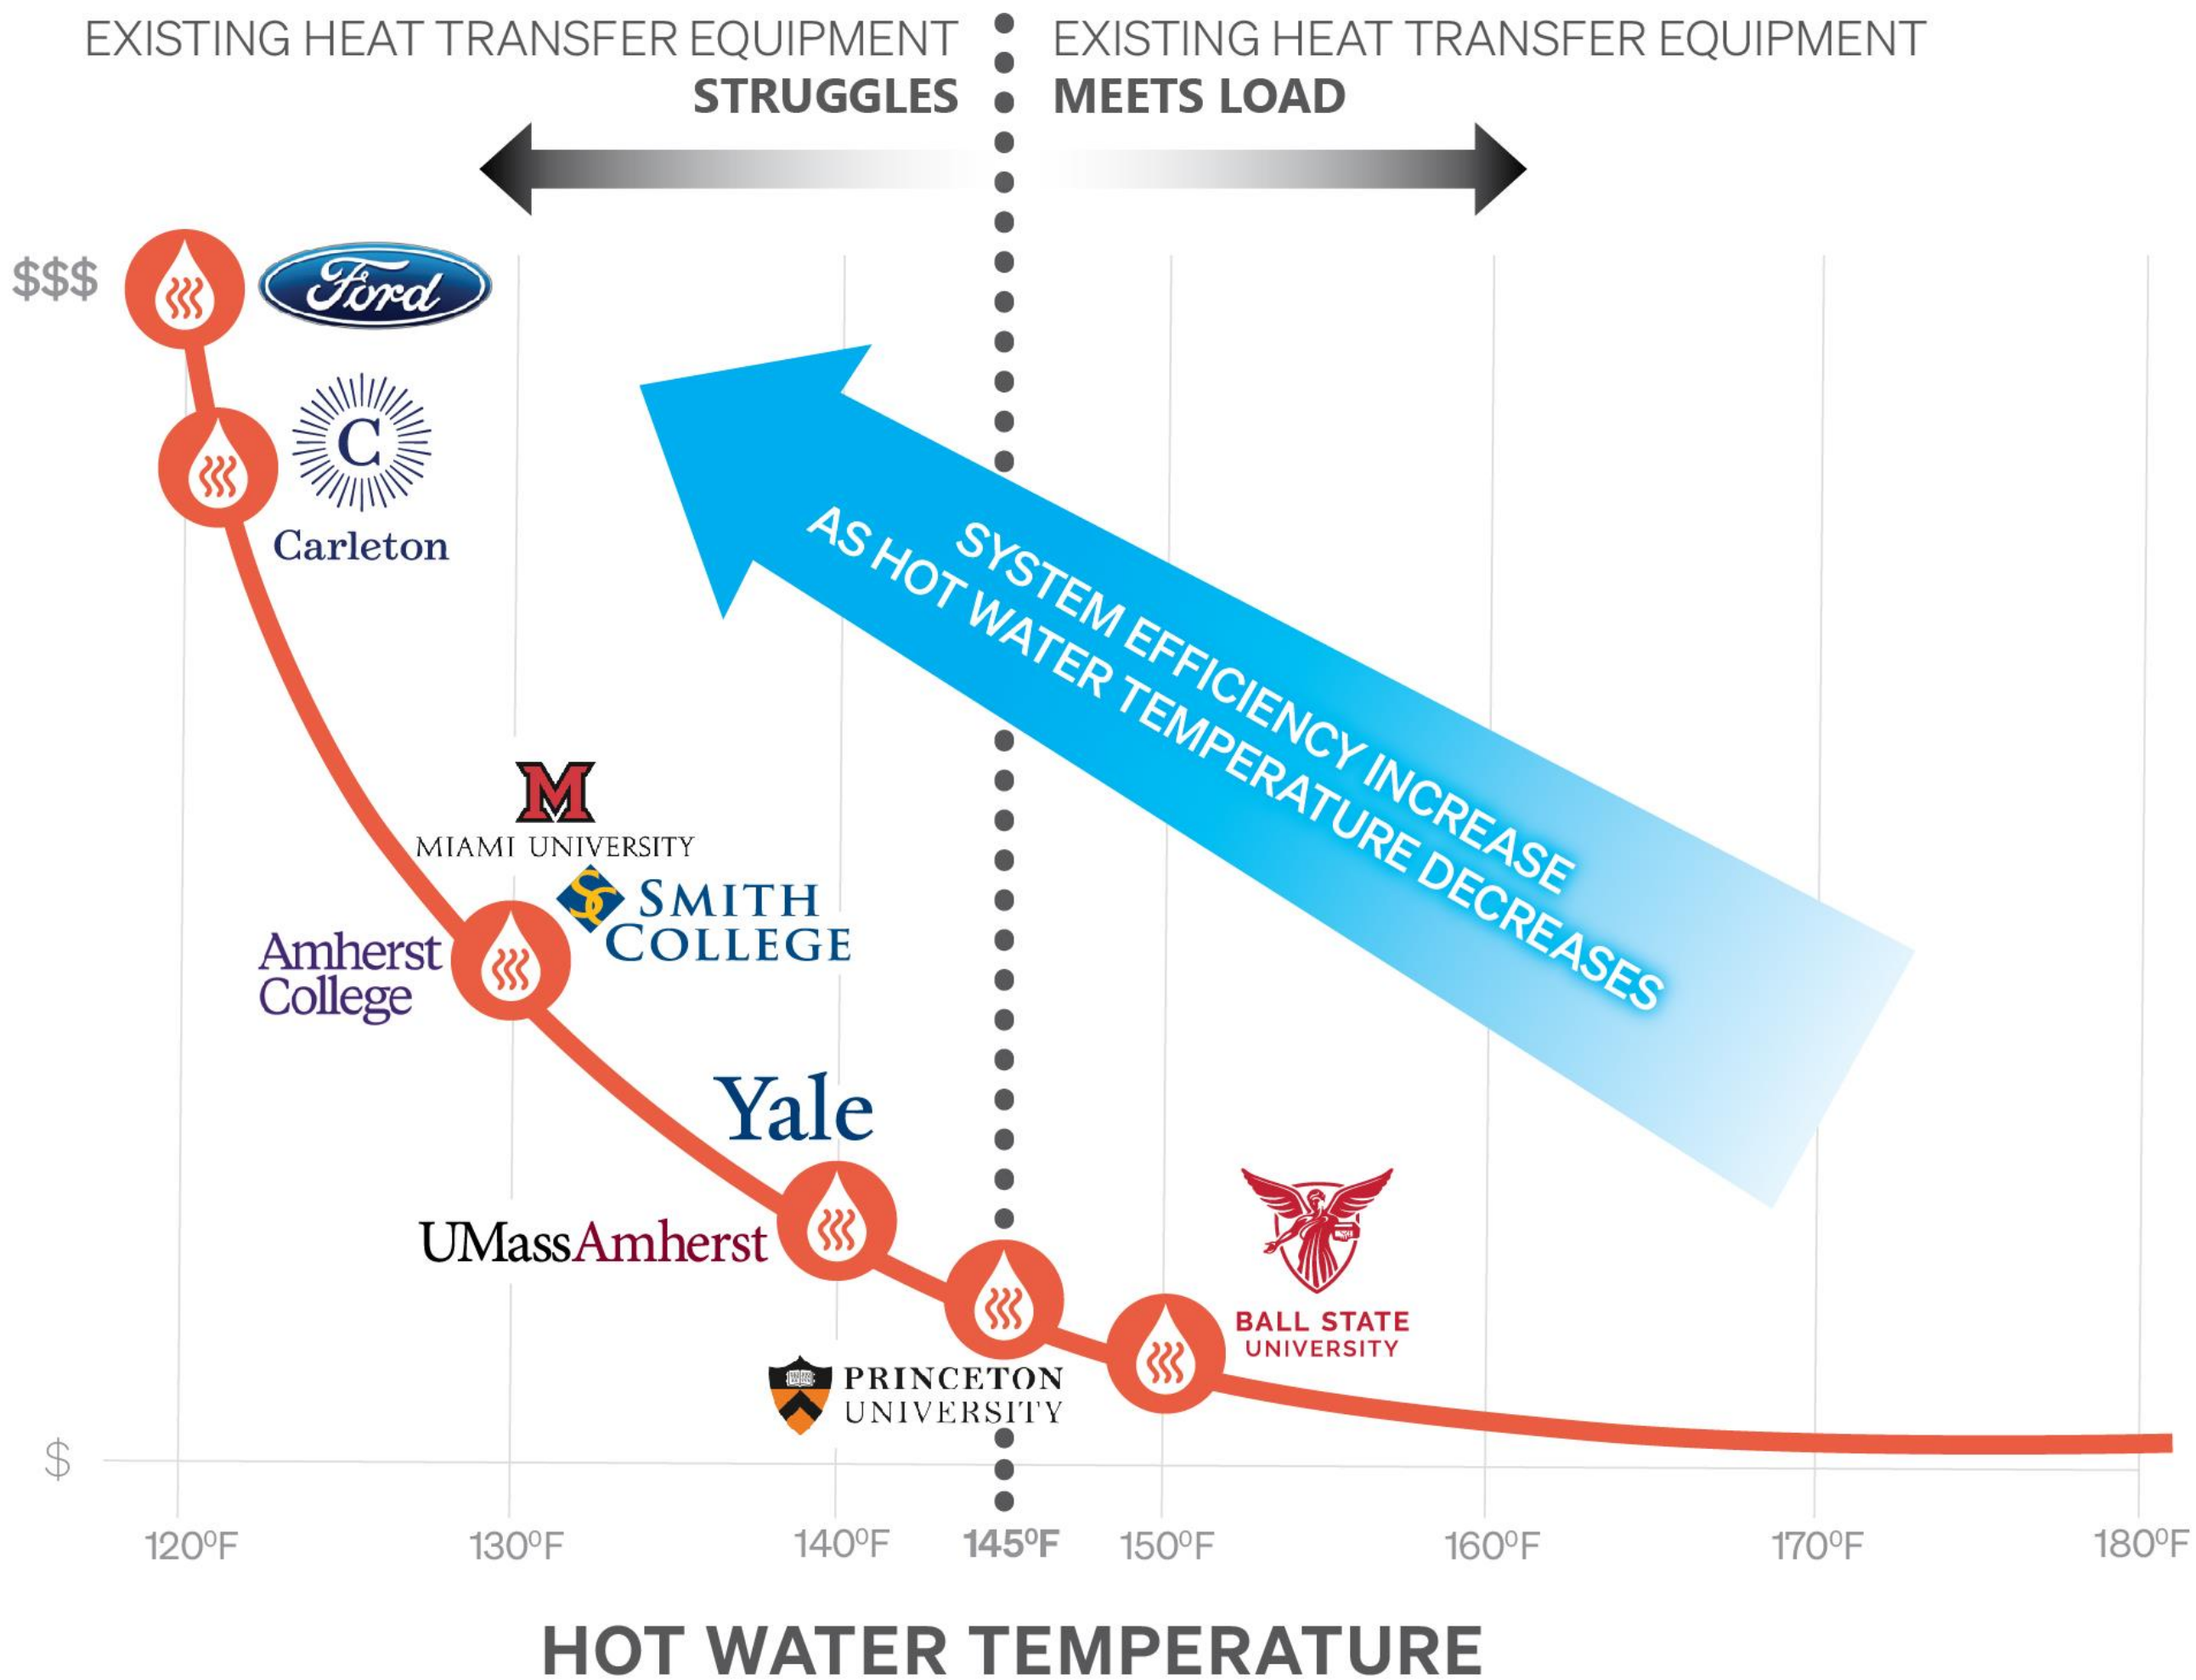 EXISTING HEAT TRANSFER EQUIPMENT
STRUGGLES
EXISTING HEAT TRANSFER EQUIPMENT
MEETS LOAD
$$$
Ford
C
Carleton
SYSTEM EFFICIENCY INCREASE
AS HOT WATER TEMPERATURE DECREASES
M
MIAMI UNIVERSITY
SC SMITH
COLLEGE
Amherst
College
Yale
UMassAmherst
BALL STATE
UNIVERSITY
PRINCETON
UNIVERSITY
$
120ºF 130ºF 140ºF 145ºF 150ºF 160ºF 170ºF 180ºF
HOT WATER TEMPERATURE